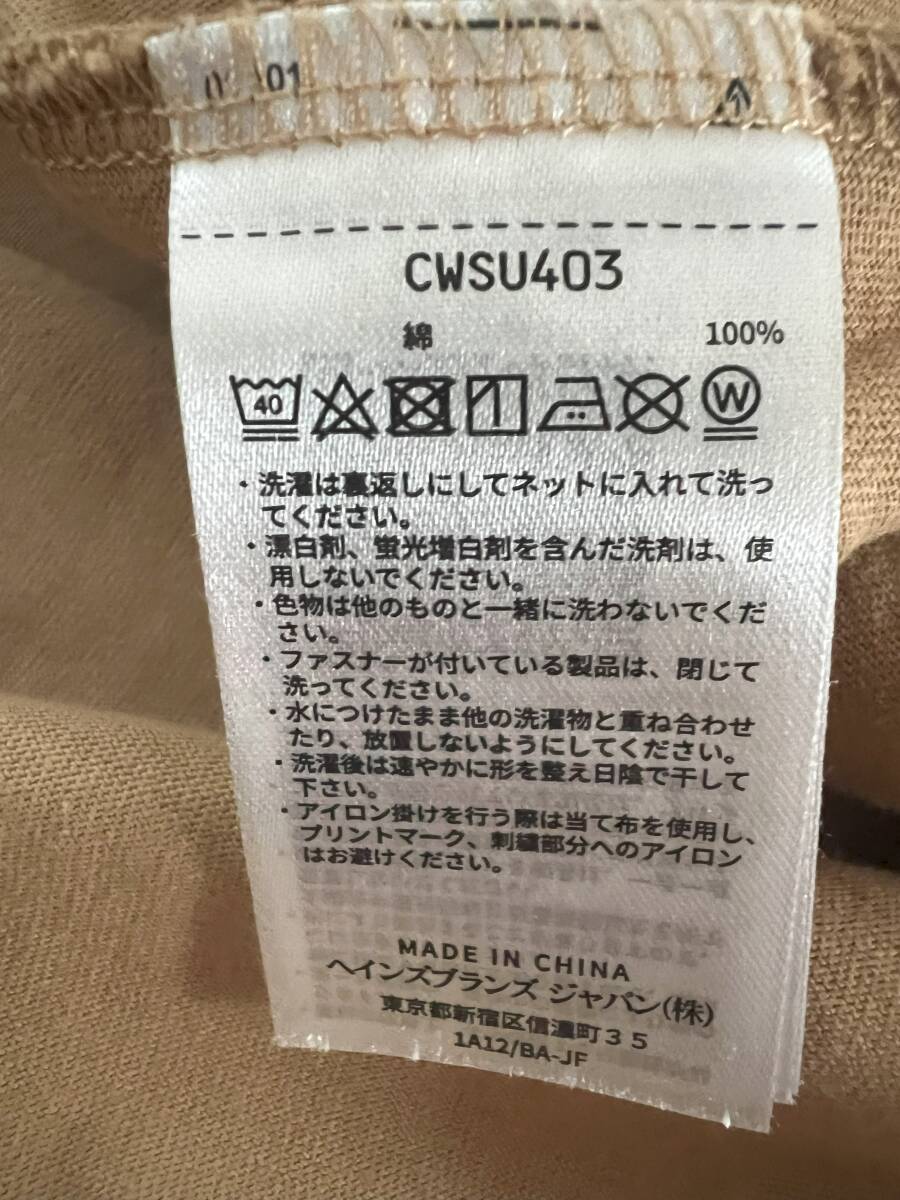 01
CWSU403
綿 100%
40 W
・洗濯は裏返しにしてネットに入れて洗っ
てください。
・漂白剤、蛍光増白剤を含んだ洗剤は、使
用しないでください。
・色物は他のものと一緒に洗わないでくだ
さい。
・ファスナーが付いている製品は、閉じて
洗ってください。
・水につけたまま他の洗濯物と重ね合わせ
たり、放置しないようにしてください。
・洗濯後は速やかに形を整え日陰で干して
下さい。
・アイロン掛けを行う際は当て布を使用し、
プリントマーク、刺繍部分へのアイロン
はお避けください。
MADE IN CHINA
ヘインズブランズ ジャパン(株)
東京都新宿区信濃町35
1A12/BA-JF